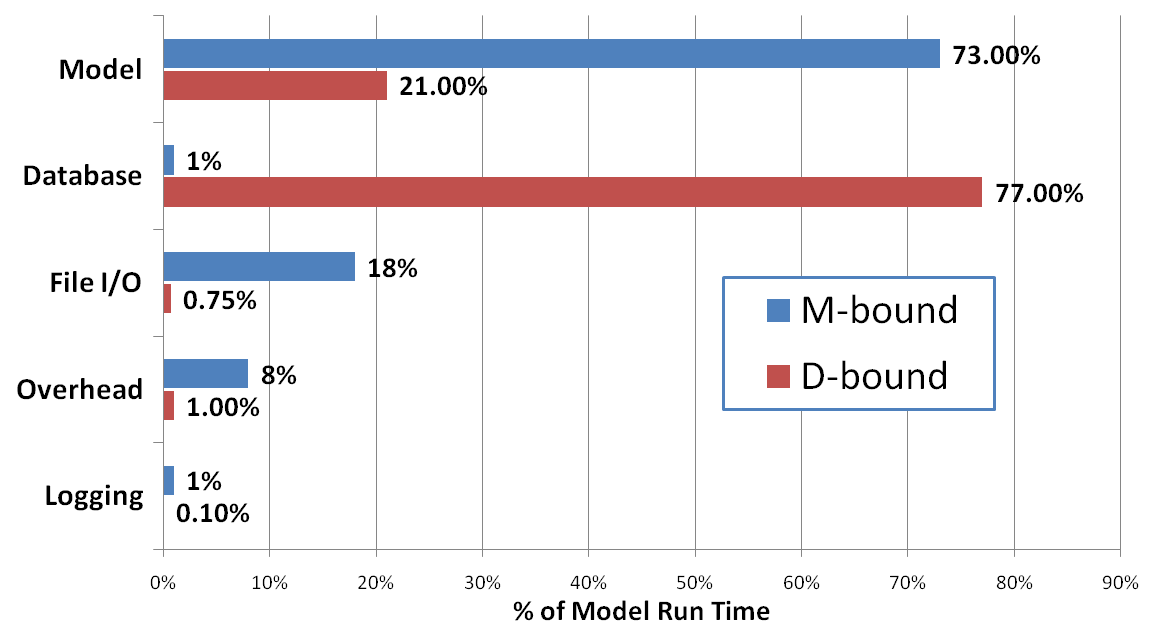 Model
73.00%
21.00%
Database
1%
77.00%
File I/O
18%
0.75%
Overhead
8%
1.00%
Logging
1%
0.10%
M-bound
D-bound
0% 10% 20% 30% 40% 50% 60% 70% 80% 90%
% of Model Run Time